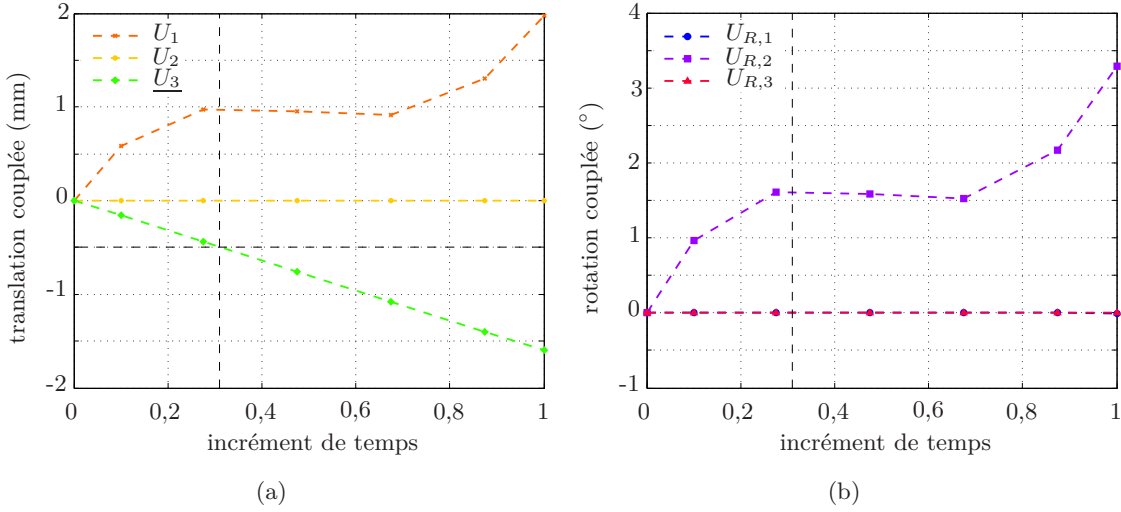 2
1
0
-1
-2
0
0,2
0,4
0,6
0,8
1
translation couplée (mm)
incrément de temps
U1
U2
U3
(a)
4
3
2
1
0
-1
0
0,2
0,4
0,6
0,8
1
rotation couplée (°)
incrément de temps
UR,1
UR,2
UR,3
(b)